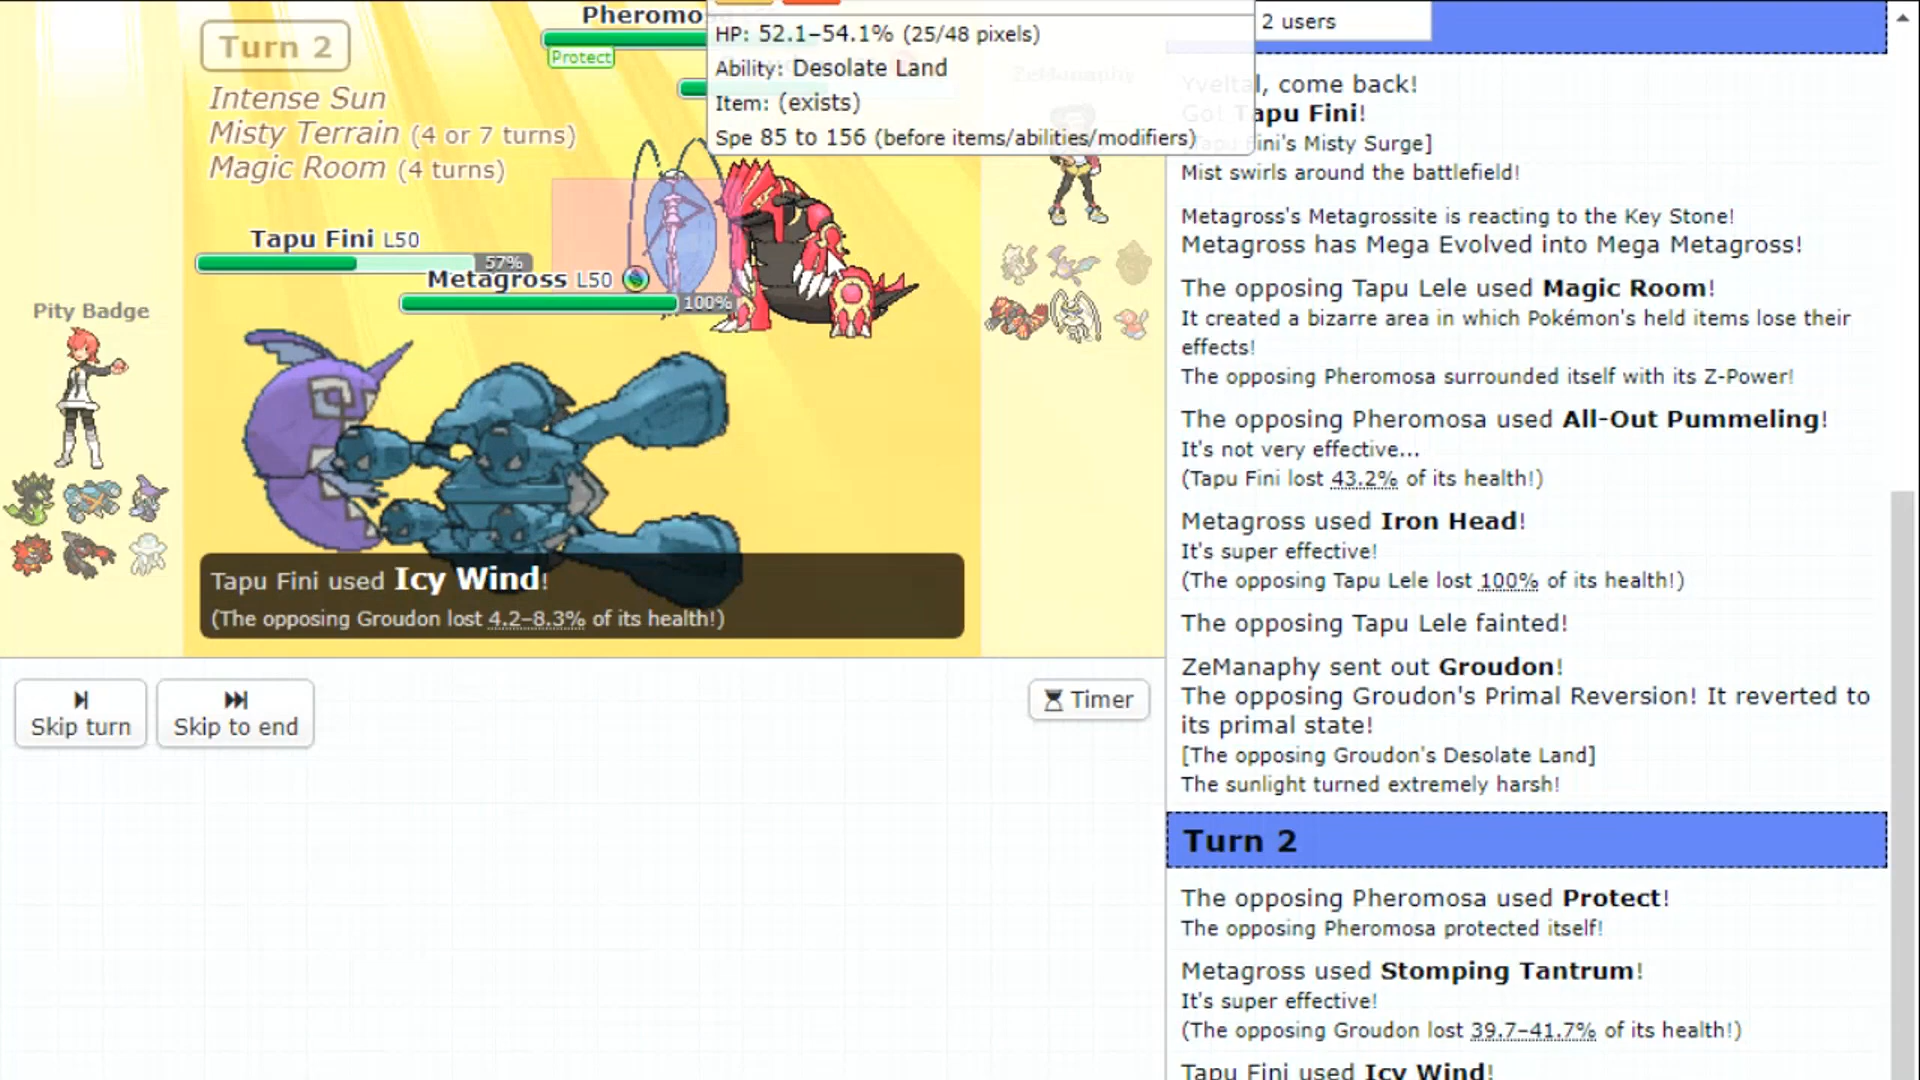 Turn 2
Intense Sun
Misty Terrain (4 or 7 turns)
Magic Room (4 turns)
Protect
HP: 52.1–54.1% (25/48 pixels)
Ability: Desolate Land
Item: (exists)
Spe 85 to 156 (before items/abilities/modifiers)
ZeManaphy
Tapu Fini L50
57%
Metagross L50
100%
Pity Badge
Tapu Fini used Icy Wind!
(The opposing Groudon lost 4.2–8.3% of its health!)
Skip turn
Skip to end
Timer
2 users
Yveltal, come back!
Go! Tapu Fini!
Fini's Misty Surge]
Mist swirls around the battlefield!
Metagross's Metagrossite is reacting to the Key Stone!
Metagross has Mega Evolved into Mega Metagross!
The opposing Tapu Lele used Magic Room!
It created a bizarre area in which Pokémon's held items lose their
effects!
The opposing Pheromosa surrounded itself with its Z-Power!
The opposing Pheromosa used All-Out Pummeling!
It's not very effective...
(Tapu Fini lost 43.2% of its health!)
Metagross used Iron Head!
It's super effective!
(The opposing Tapu Lele lost 100% of its health!)
The opposing Tapu Lele fainted!
ZeManaphy sent out Groudon!
The opposing Groudon's Primal Reversion! It reverted to
its primal state!
[The opposing Groudon's Desolate Land]
The sunlight turned extremely harsh!
Turn 2
The opposing Pheromosa used Protect!
The opposing Pheromosa protected itself!
Metagross used Stomping Tantrum!
It's super effective!
(The opposing Groudon lost 39.7–41.7% of its health!)
Tapu Fini used Icy Wind!